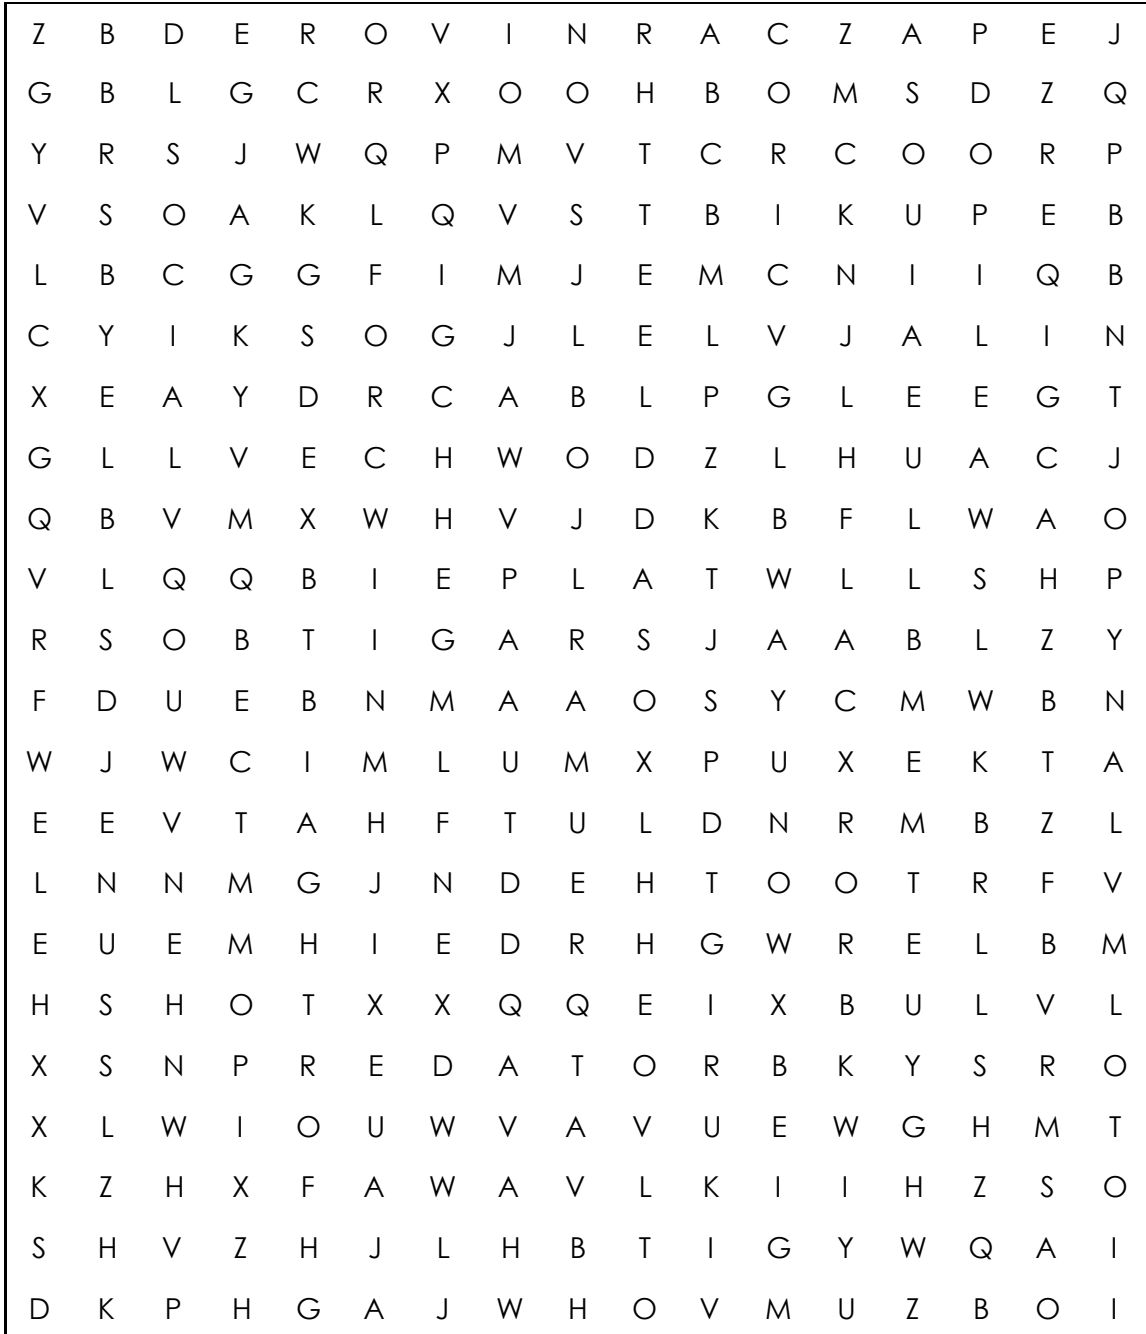 Z B D E R O V I N R A C Z A P E J
G B L G C R X O O H B O M S D Z Q
Y R S J W Q P M V T C R C O O R P
V S O A K L Q V S T B I K U P E B
L B C G G F I M J E M C N I I Q B
C Y I K S O G J L E L V J A L I N
X E A Y D R C A B L P G L E E G T
G L L V E C H W O D Z L H U A C J
Q B V M X W H V J D K B F L W A O
V L Q Q B I E P L A T W L L S H P
R S O B T I G A R S J A A B L Z Y
F D U E B N M A A O S Y C M W B N
W J W C I M L U M X P U X E K T A
E E V T A H F T U L D N R M B Z L
L N N M G J N D E H T O O T R F V
E U E M H I E D R H G W R E L B M
H S H O T X X Q Q E I X B U L V L
X S N P R E D A T O R B K Y S R O
X L W I O U W V A V U E W G H M T
K Z H X F A W A V L K I I H Z S O
S H V Z H J L H B T I G Y W Q A I
D K P H G A J W H O V M U Z B O I